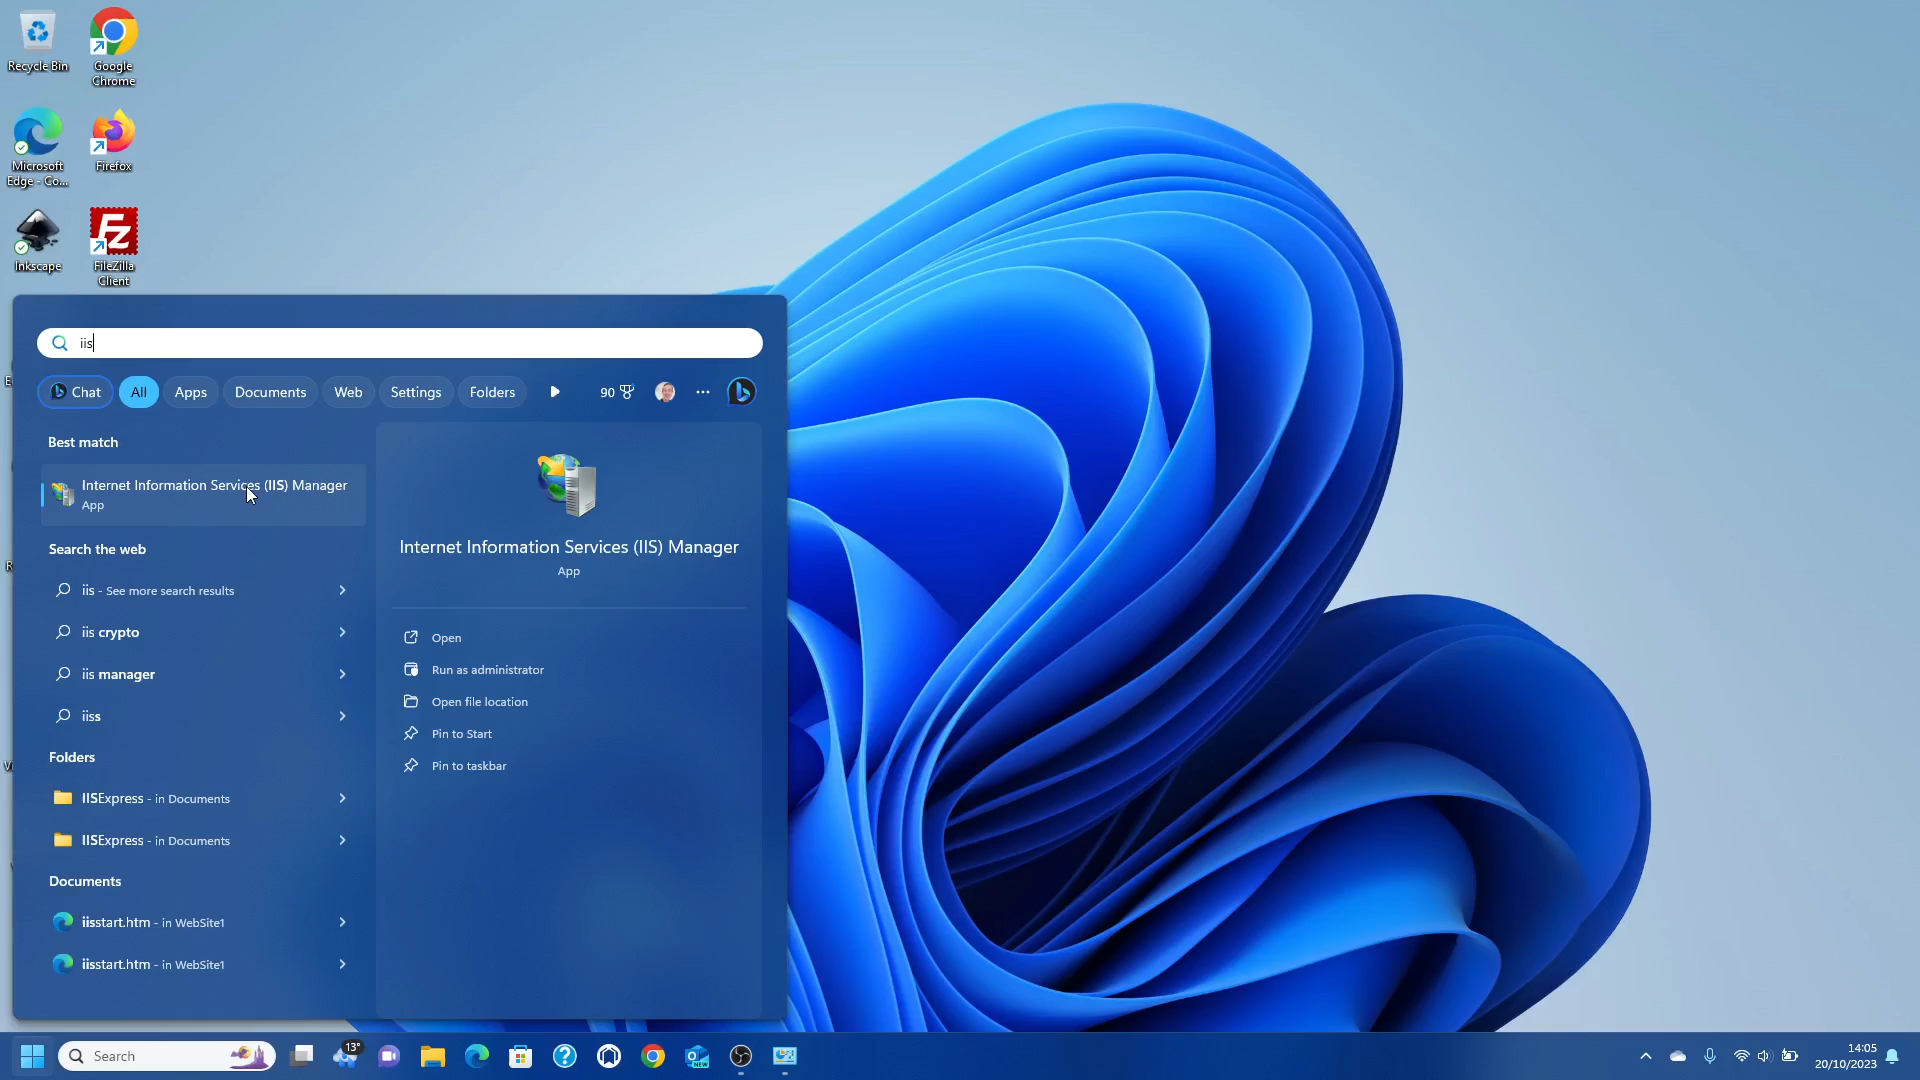 Recycle Bin
Google
Chrome
Microsoft
Edge - Co...
Firefox
Inkscape
FileZilla
Client
iis
Chat
All
Apps
Documents
Web
Settings
Folders
90
Best match
Internet Information Services (IIS) Manager
App
Search the web
iis - See more search results
iis crypto
iis manager
iiss
Folders
IISExpress - in Documents
IISExpress - in Documents
Documents
iisstart.htm - in WebSite1
iisstart.htm - in WebSite1
Internet Information Services (IIS) Manager
App
Open
Run as administrator
Open file location
Pin to Start
Pin to taskbar
Search
13°
NEW
14:05
20/10/2023